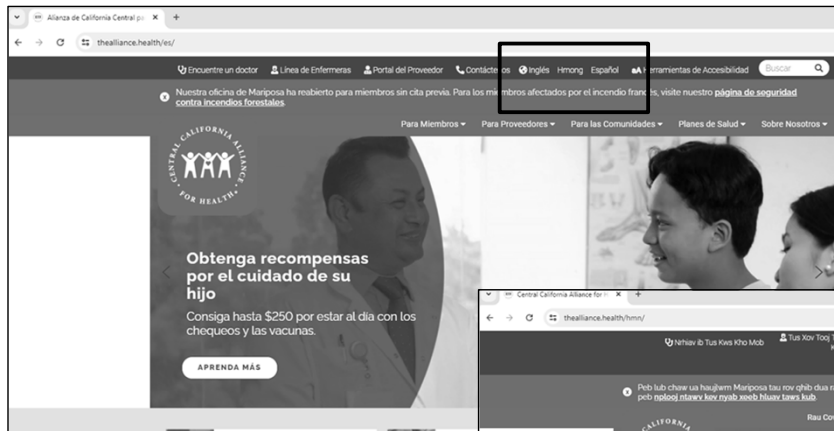 Alianza de California Central pa
thealliance.health/es/
Encuentre un doctor Línea de Enfermeras Portal del Proveedor Contáctenos Inglés Hmong Español Herramientas de Accesibilidad Buscar
Nuestra oficina de Mariposa ha reabierto para miembros sin cita previa. Para los miembros afectados por el incendio francés, visite nuestro página de seguridad
contra incendios forestales.
Para Miembros Para Proveedores Para las Comunidades Planes de Salud Sobre Nosotros
CENTRAL CALIFORNIA ALLIANCE
FOR HEALTH
Obtenga recompensas
por el cuidado de su
hijo
Consiga hasta $250 por estar al día con los
chequeos y las vacunas.
APRENDA MÁS
Central California Alliance for H
thealliance.health/hmn/
Nrhiav ib Tus Kws Kho Mob Tus Xov Tooj T
Peb lub chaw ua haujlwm Mariposa tau rov qhib dua r
peb nplooj ntawv kev nyab xeeb hluav taws kub.
Rau Cov
CALIFORNIA